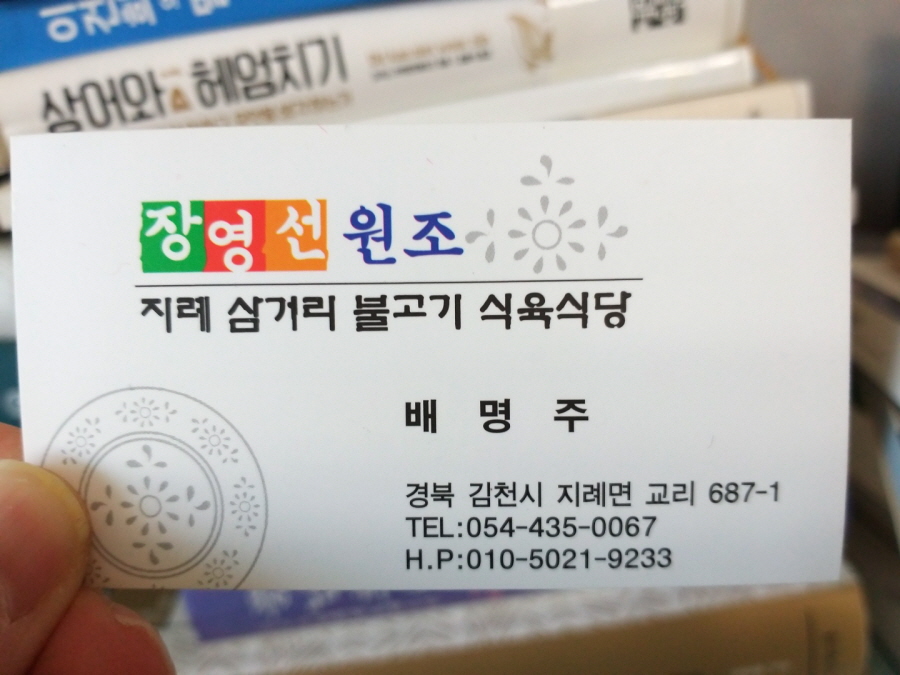 상어와 헤엄치기
장영선 원조
지례 삼거리 불고기 식육식당
배 명 주
경북 김천시 지례면 교리 687-1
TEL:054-435-0067
H.P:010-5021-9233